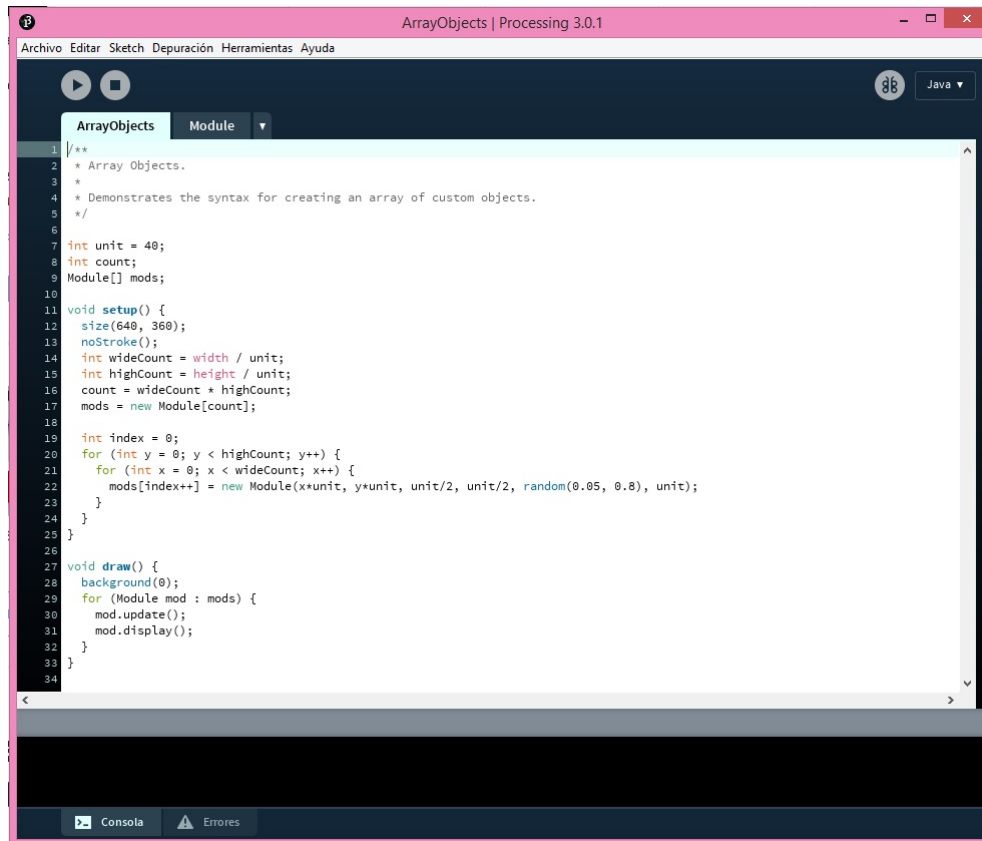 ArrayObjects | Processing 3.0.1
Archivo Editar Sketch Depuración Herramientas Ayuda
Java ▾
ArrayObjects Module ▾
1 /**
2  * Array Objects.
3  *
4  * Demonstrates the syntax for creating an array of custom objects.
5  */
6
7 int unit = 40;
8 int count;
9 Module[] mods;
10
11 void setup() {
12   size(640, 360);
13   noStroke();
14   int wideCount = width / unit;
15   int highCount = height / unit;
16   count = wideCount * highCount;
17   mods = new Module[count];
18
19   int index = 0;
20   for (int y = 0; y < highCount; y++) {
21     for (int x = 0; x < wideCount; x++) {
22       mods[index++] = new Module(x*unit, y*unit, unit/2, unit/2, random(0.05, 0.8), unit);
23     }
24   }
25 }
26
27 void draw() {
28   background(0);
29   for (Module mod : mods) {
30     mod.update();
31     mod.display();
32   }
33 }
34
Consola Errores